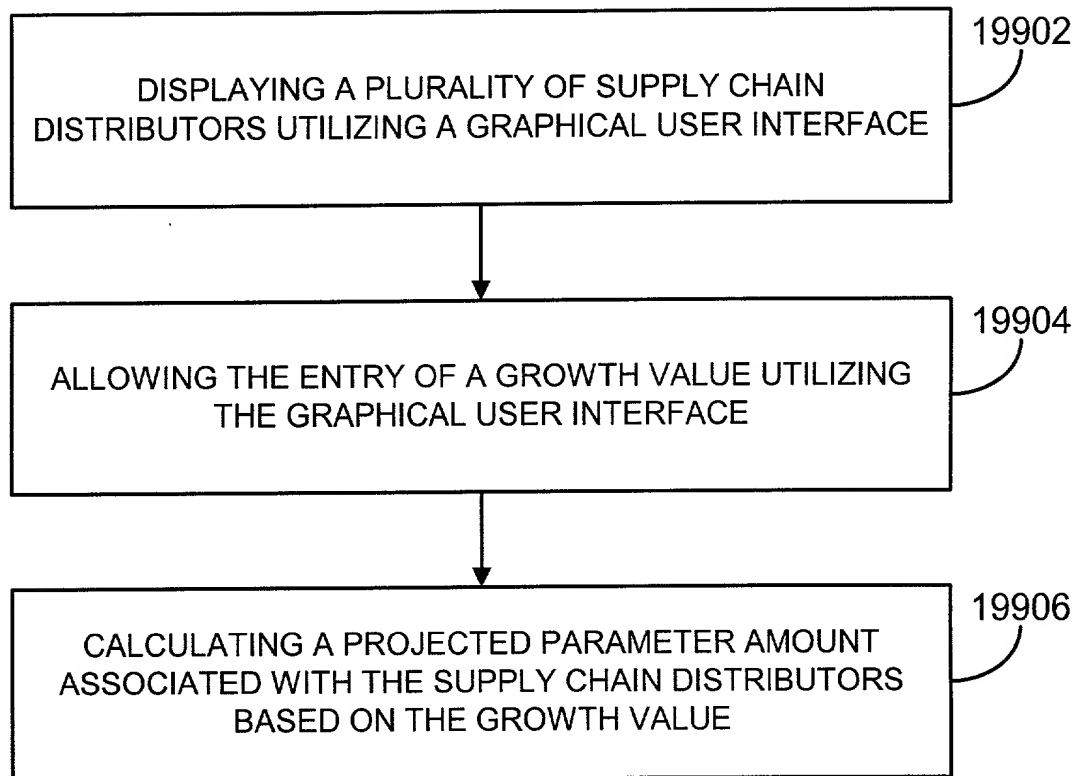 19902
DISPLAYING A PLURALITY OF SUPPLY CHAIN
DISTRIBUTORS UTILIZING A GRAPHICAL USER INTERFACE
19904
ALLOWING THE ENTRY OF A GROWTH VALUE UTILIZING
THE GRAPHICAL USER INTERFACE
19906
CALCULATING A PROJECTED PARAMETER AMOUNT
ASSOCIATED WITH THE SUPPLY CHAIN DISTRIBUTORS
BASED ON THE GROWTH VALUE